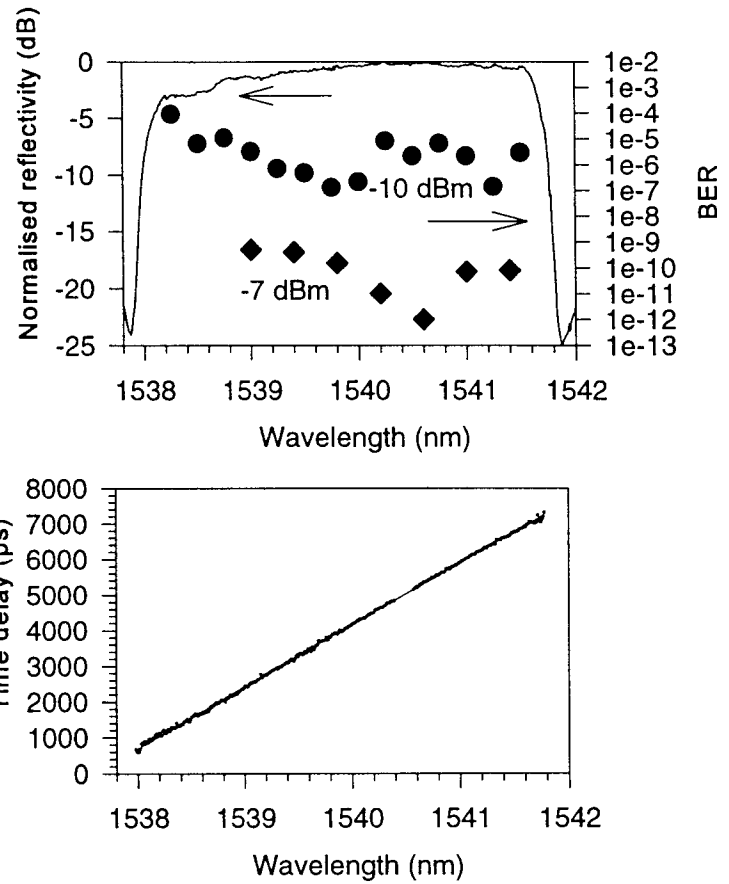 Normalised reflectivity (dB)
0
-5
-10
-15
-20
-25
1e-2
1e-3
1e-4
1e-5
1e-6
1e-7
1e-8
1e-9
1e-10
1e-11
1e-12
1e-13
BER
-10 dBm
-7 dBm
1538 1539 1540 1541 1542
Wavelength (nm)
delay (ps)
8000
7000
6000
5000
4000
3000
2000
1000
0
1538 1539 1540 1541 1542
Wavelength (nm)